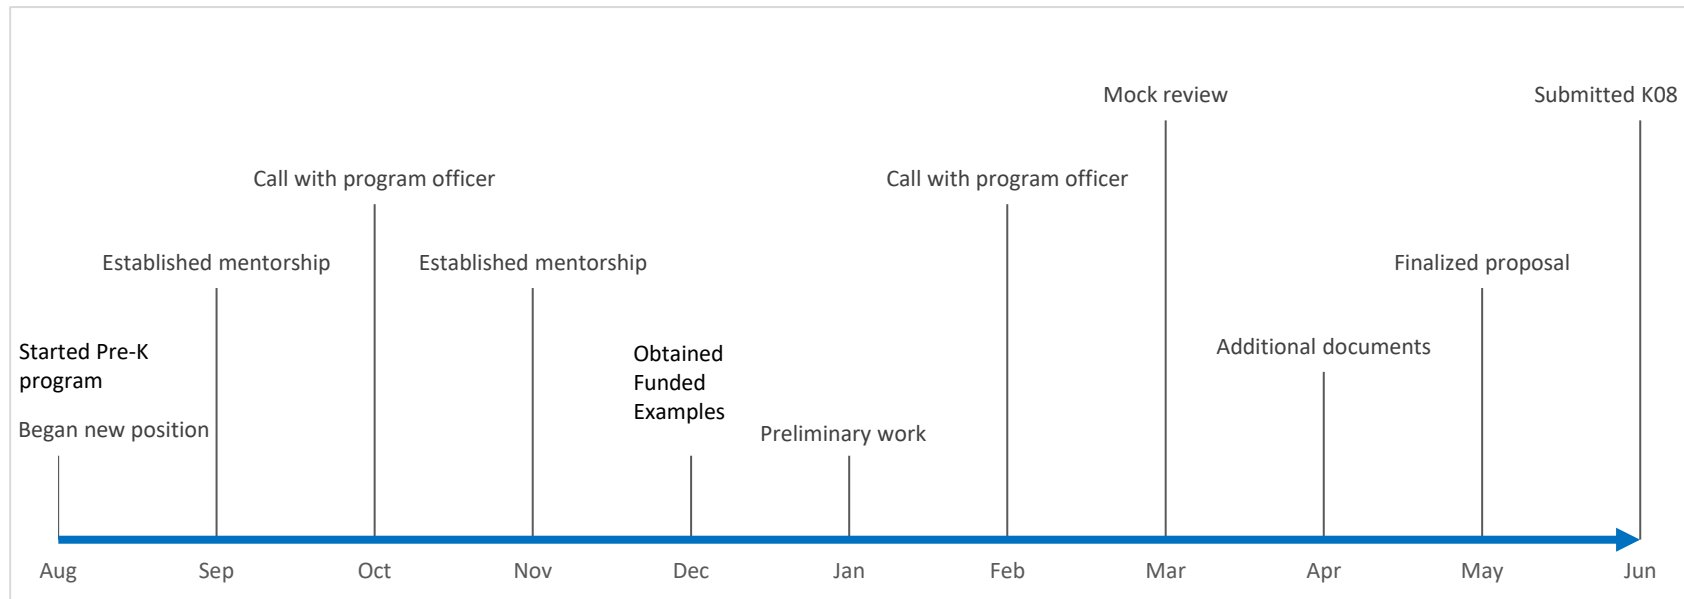 Mock review
Submitted K08
Call with program officer
Call with program officer
Established mentorship
Established mentorship
Finalized proposal
Started Pre-K
program
Obtained
Funded
Examples
Additional documents
Began new position
Preliminary work
Aug Sep Oct Nov Dec Jan Feb Mar Apr May Jun